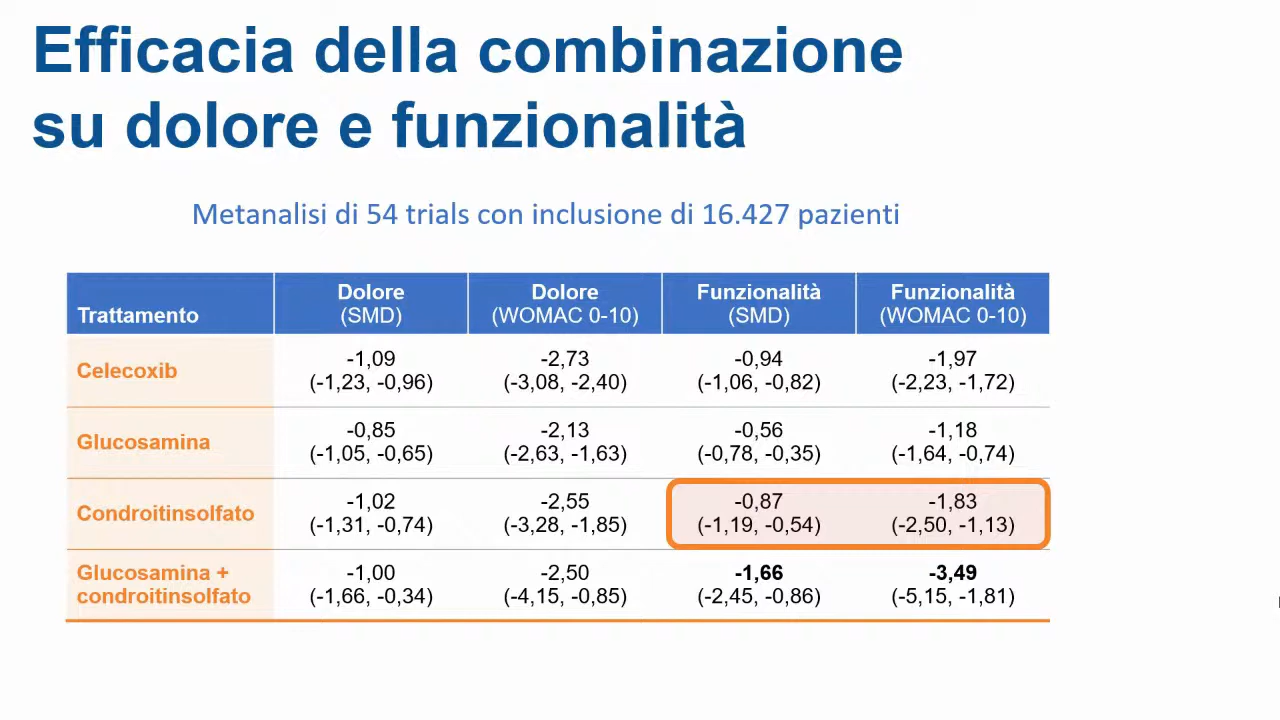 Efficacia della combinazione
su dolore e funzionalità
Metanalisi di 54 trials con inclusione di 16.427 pazienti
Trattamento
Dolore
(SMD)
Dolore
(WOMAC 0-10)
Funzionalità
(SMD)
Funzionalità
(WOMAC 0-10)
Celecoxib
-1,09
(-1,23, -0,96)
-2,73
(-3,08, -2,40)
-0,94
(-1,06, -0,82)
-1,97
(-2,23, -1,72)
Glucosamina
-0,85
(-1,05, -0,65)
-2,13
(-2,63, -1,63)
-0,56
(-0,78, -0,35)
-1,18
(-1,64, -0,74)
Condroitinsolfato
-1,02
(-1,31, -0,74)
-2,55
(-3,28, -1,85)
-0,87
(-1,19, -0,54)
-1,83
(-2,50, -1,13)
Glucosamina +
condroitinsolfato
-1,00
(-1,66, -0,34)
-2,50
(-4,15, -0,85)
-1,66
(-2,45, -0,86)
-3,49
(-5,15, -1,81)